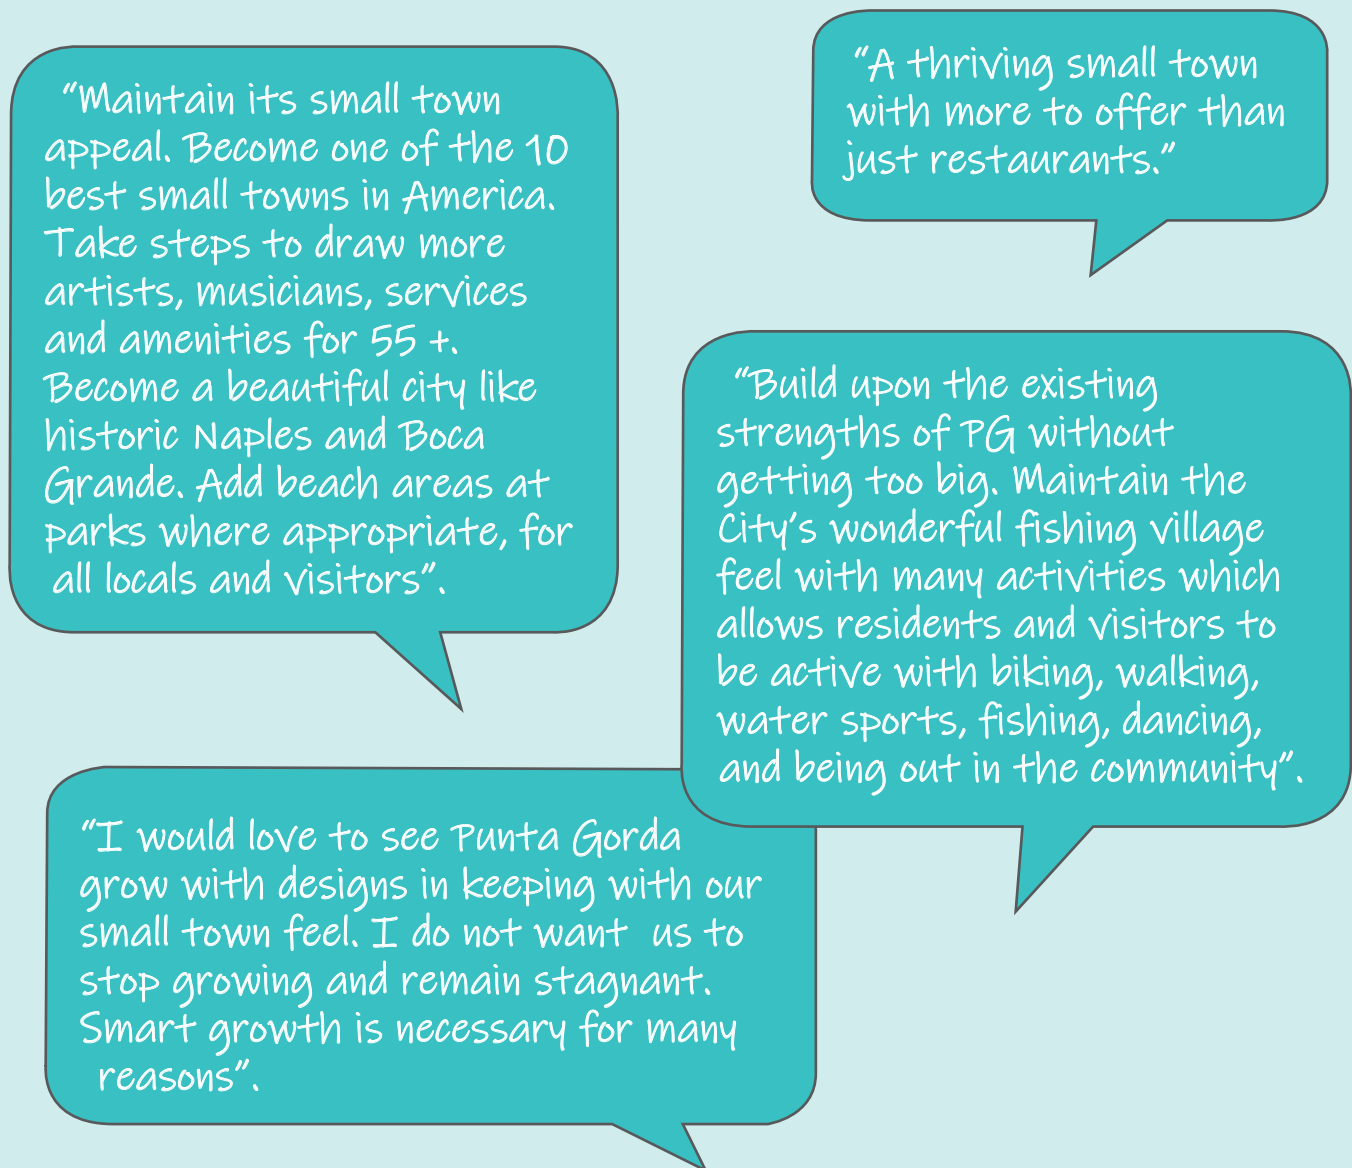 “Maintain its small town
appeal. Become one of the 10
best small towns in America.
Take steps to draw more
artists, musicians, services
and amenities for 55 +.
Become a beautiful city like
historic Naples and Boca
Grande. Add beach areas at
parks where appropriate, for
all locals and visitors”.
“A thriving small town
with more to offer than
just restaurants.”
“Build upon the existing
strengths of PG without
getting too big. Maintain the
City’s wonderful fishing village
feel with many activities which
allows residents and visitors to
be active with biking, walking,
water sports, fishing, dancing,
and being out in the community”.
“I would love to see Punta Gorda
grow with designs in keeping with our
small town feel. I do not want us to
stop growing and remain stagnant.
Smart growth is necessary for many
reasons”.